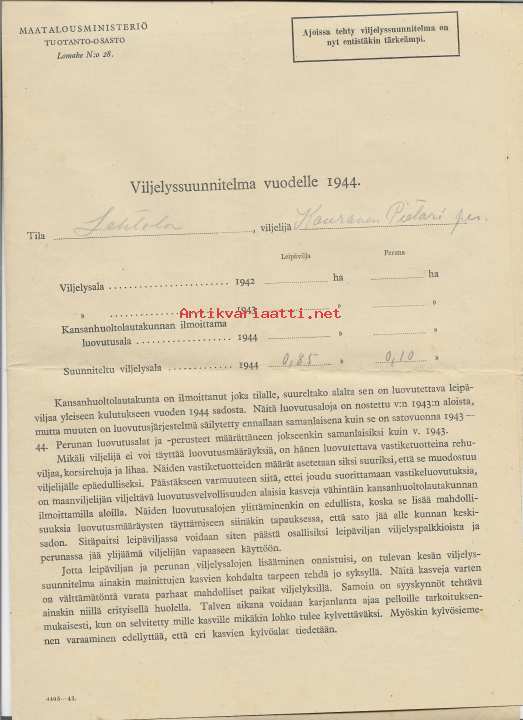 MAATALOUSMINISTERIÖ
TUOTANTO-OSASTO
Lomake N:o 28.
Ajoissa tehty viljelyssuunnitelma on
nyt entistäkin tärkeämpi.
Viljelyssuunnitelma vuodelle 1944.
Tila Lehtola, viljelijä Kauranen Pietari
Leipävilja Peruna
Viljelysala 1942 ha ha
» 1943 » »
Antikvariaatti.net
Kansanhuoltolautakunnan ilmoittama
luovutusala 1944 » »
Suunniteltu viljelysala 1944 0,85 » 0,10 »
Kansanhuoltolautakunta on ilmoittanut joka tilalle, suureltako alalta sen on luovutettava leipä-
viljaa yleiseen kulutukseen vuoden 1944 sadosta. Näitä luovutusaloja on nostettu v:n 1943:n aloista,
mutta muuten on luovutusjärjestelmä säilytetty ennallaan samanlaisena kuin se on satovuonna 1943—
44. Perunan luovutusalat ja -perusteet määrättäneen jokseenkin samanlaisiksi kuin v. 1943.
Mikäli viljelijä ei voi täyttää luovutusmääräyksiä, on hänen luovutettava vastiketuotteina rehu-
viljaa, korsirehuja ja lihaa. Näiden vastiketuotteiden määrät asetetaan siksi suuriksi, että se muodostuu
viljelijälle epäedulliseksi. Päästäkseen varmuuteen siitä, ettei joudu suorittamaan vastikeluovutuksia,
on maanviljelijän viljeltävä luovutusvelvollisuuden alaisia kasveja vähintäin kansanhuoltolautakunnan
ilmoittamilla aloilla. Näiden luovutusalojen ylittäminenkin on edullista, koska se lisää mahdolli-
suuksia luovutusmääräysten täyttämiseen siinäkin tapauksessa, että sato jää alle kunnan keski-
sadon. Sitäpaitsi leipäviljassa voidaan siten päästä osallisiksi leipäviljan viljelyspalkkioista ja
perunassa jää ylijäämä viljelijän vapaaseen käyttöön.
Jotta leipäviljan ja perunan viljelysalojen lisääminen onnistuisi, on tulevan kesän viljelys-
suunnitelma ainakin mainittujen kasvien kohdalta tarpeen tehdä jo syksyllä. Näitä kasveja varten
on välttämätöntä varata parhaat mahdolliset paikat viljelyksillä. Samoin on syyskynnöt tehtävä
ainakin niillä erityisellä huolella. Talven aikana voidaan karjanlanta ajaa pelloille tarkoituksen-
mukaisesti, kun on selvitetty mille kasville mikäkin lohko tulee kylvettäväksi. Myöskin kylvösieme-
nen varaaminen edellyttää, että eri kasvien kylvöalat tiedetään.